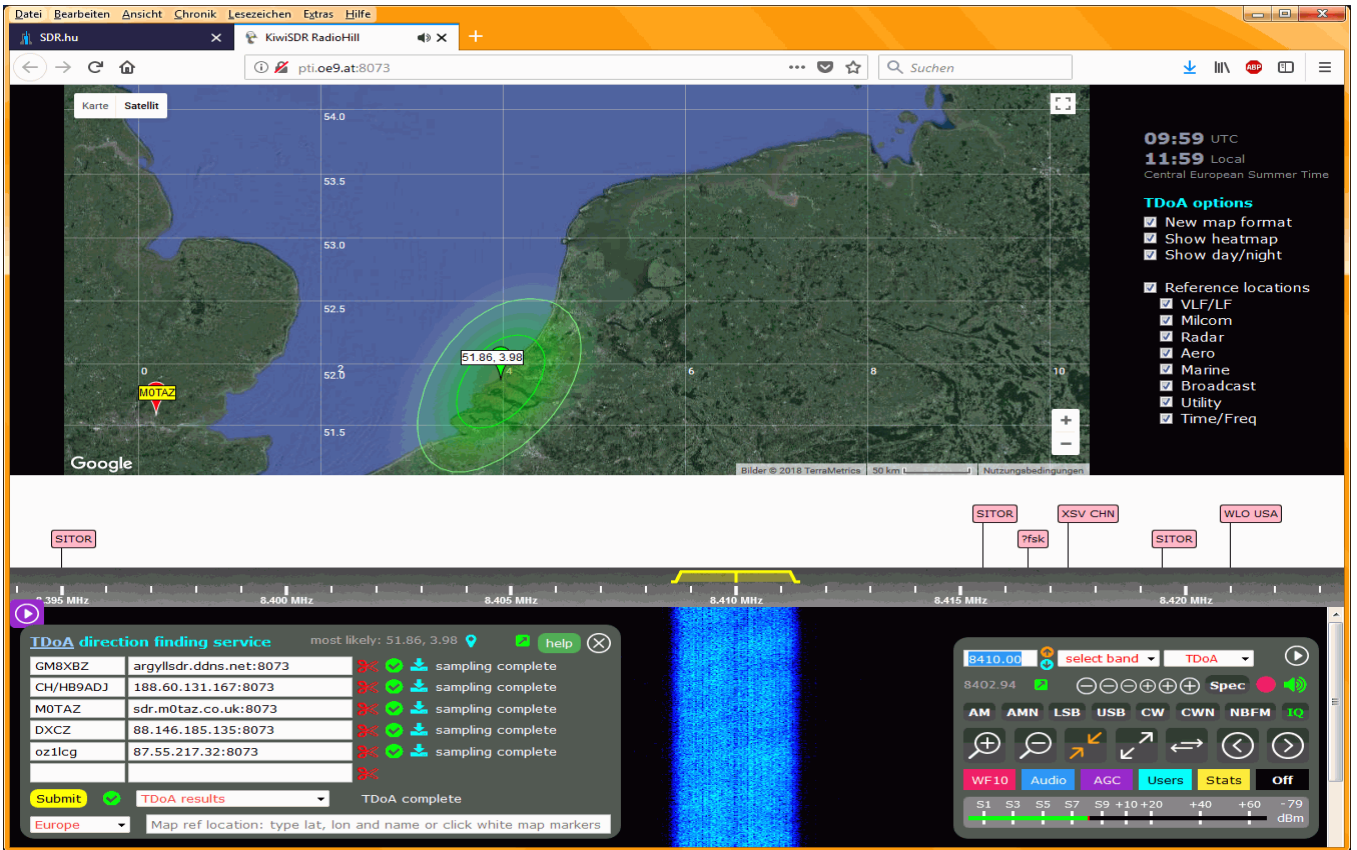 Datei Bearbeiten Ansicht Chronik Lesezeichen Extras Hilfe
SDR.hu
KiwiSDR RadioHill
pti.oe9.at:8073
Suchen
ABP
Karte Satellit
54.0
53.5
53.0
52.5
52.0
51.5
0
2
4
6
8
10
51.86, 3.98
M0TAZ
Google
Bilder © 2018 TerraMetrics
50 km
Nutzungsbedingungen
09:59 UTC
11:59 Local
Central European Summer Time
TDoA options
New map format
Show heatmap
Show day/night
Reference locations
VLF/LF
Milcom
Radar
Aero
Marine
Broadcast
Utility
Time/Freq
SITOR
SITOR
?fsk
XSV CHN
SITOR
WLO USA
8.395 MHz
8.400 MHz
8.405 MHz
8.410 MHz
8.415 MHz
8.420 MHz
TDoA direction finding service
most likely: 51.86, 3.98
help
GM8XBZ argyllsdr.ddns.net:8073 sampling complete
CH/HB9ADJ 188.60.131.167:8073 sampling complete
M0TAZ sdr.m0taz.co.uk:8073 sampling complete
DXCZ 88.146.185.135:8073 sampling complete
oz1lcg 87.55.217.32:8073 sampling complete
Submit TDoA results TDoA complete
Europe Map ref location: type lat, lon and name or click white map markers
8410.00 select band TDoA
8402.94 Spec
AM AMN LSB USB CW CWN NBFM IQ
WF10 Audio AGC Users Stats Off
S1 S3 S5 S7 S9 +10 +20 +40 +60 -79
dBm